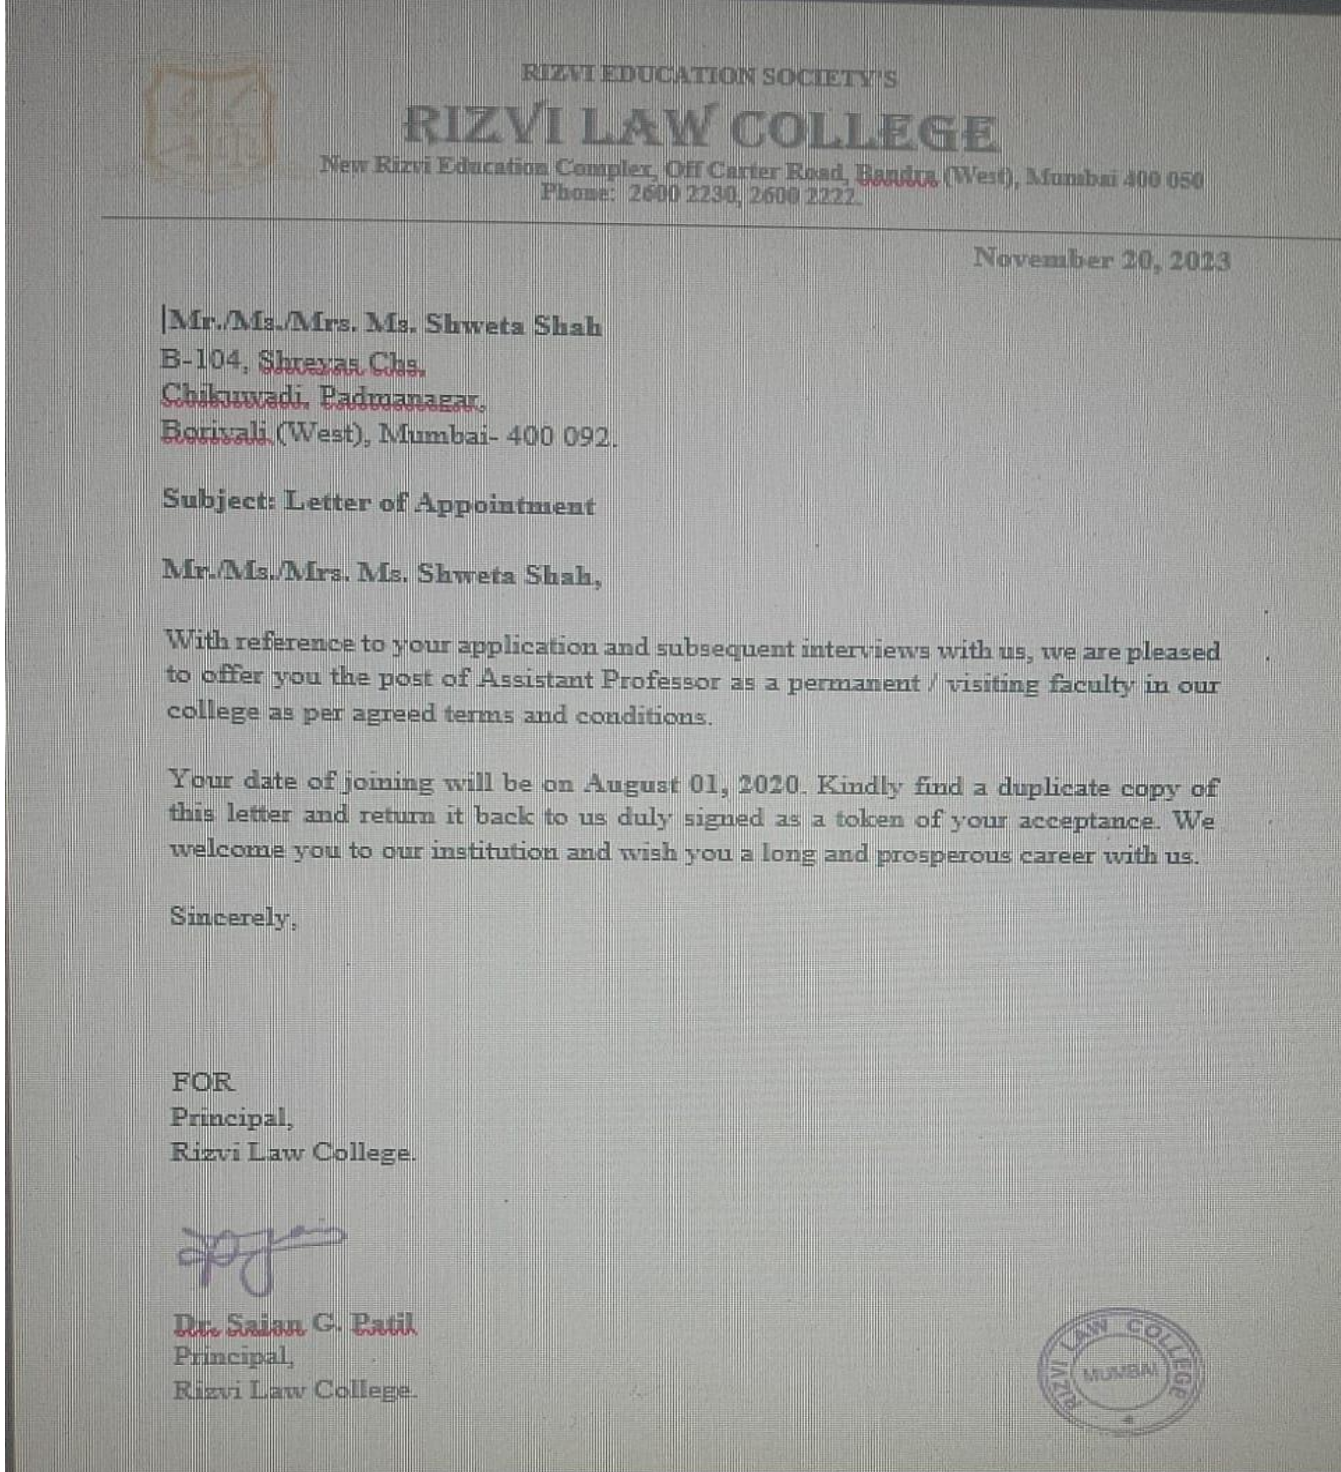 RIZVI EDUCATION SOCIETY'S
RIZVI LAW COLLEGE
New Rizvi Education Complex, Off Carter Road, Bandra (West), Mumbai 400 050
Phone: 2600 2230, 2600 2222.
November 20, 2023
Mr./Ms./Mrs. Ms. Shweta Shah
B-104, Shreyas Chs.
Chikuwadi, Padmanagar,
Borivali (West), Mumbai- 400 092.
Subject: Letter of Appointment
Mr./Ms./Mrs. Ms. Shweta Shah,
With reference to your application and subsequent interviews with us, we are pleased
to offer you the post of Assistant Professor as a permanent / visiting faculty in our
college as per agreed terms and conditions.
Your date of joining will be on August 01, 2020. Kindly find a duplicate copy of
this letter and return it back to us duly signed as a token of your acceptance. We
welcome you to our institution and wish you a long and prosperous career with us.
Sincerely,
FOR
Principal,
Rizvi Law College.
Dr. Sajan G. Patil
Principal,
Rizvi Law College.
RIZVI LAW COLLEGE
MUMBAI